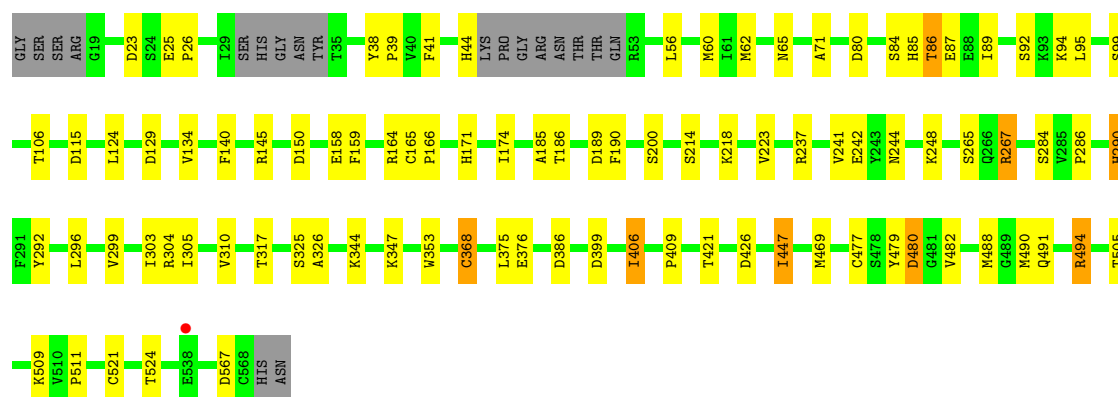 GLY SER SER ARG G19 D23 S24 E25 P26 I29 SER HIS GLY ASN TYR T35 Y38 P39 V40 F41 H44 LYS PRO GLY ARG ASN THR THR GLN R53 L56 M60 I61 M62 N65 A71 D80 S84 H85 T86 E87 E88 I89 S92 K93 K94 L95 S99
T106 D115 L124 D129 V134 F140 R145 D150 E158 F159 R164 C165 P166 H171 I174 A185 T186 D189 F190 S200 S214 K218 V223 R237 V241 E242 Y243 N244 K248 S265 Q266 R267 S284 V285 P286 H290
F291 Y292 L296 V299 I303 R304 I305 V310 T317 S325 A326 K344 K347 W353 C368 L375 E376 D386 D399 I406 P409 T421 D426 I447 M469 C477 S478 Y479 D480 G481 V482 M488 G489 M490 Q491 R494 T505
K509 V510 P511 C521 T524 E538 D567 C568 HIS ASN